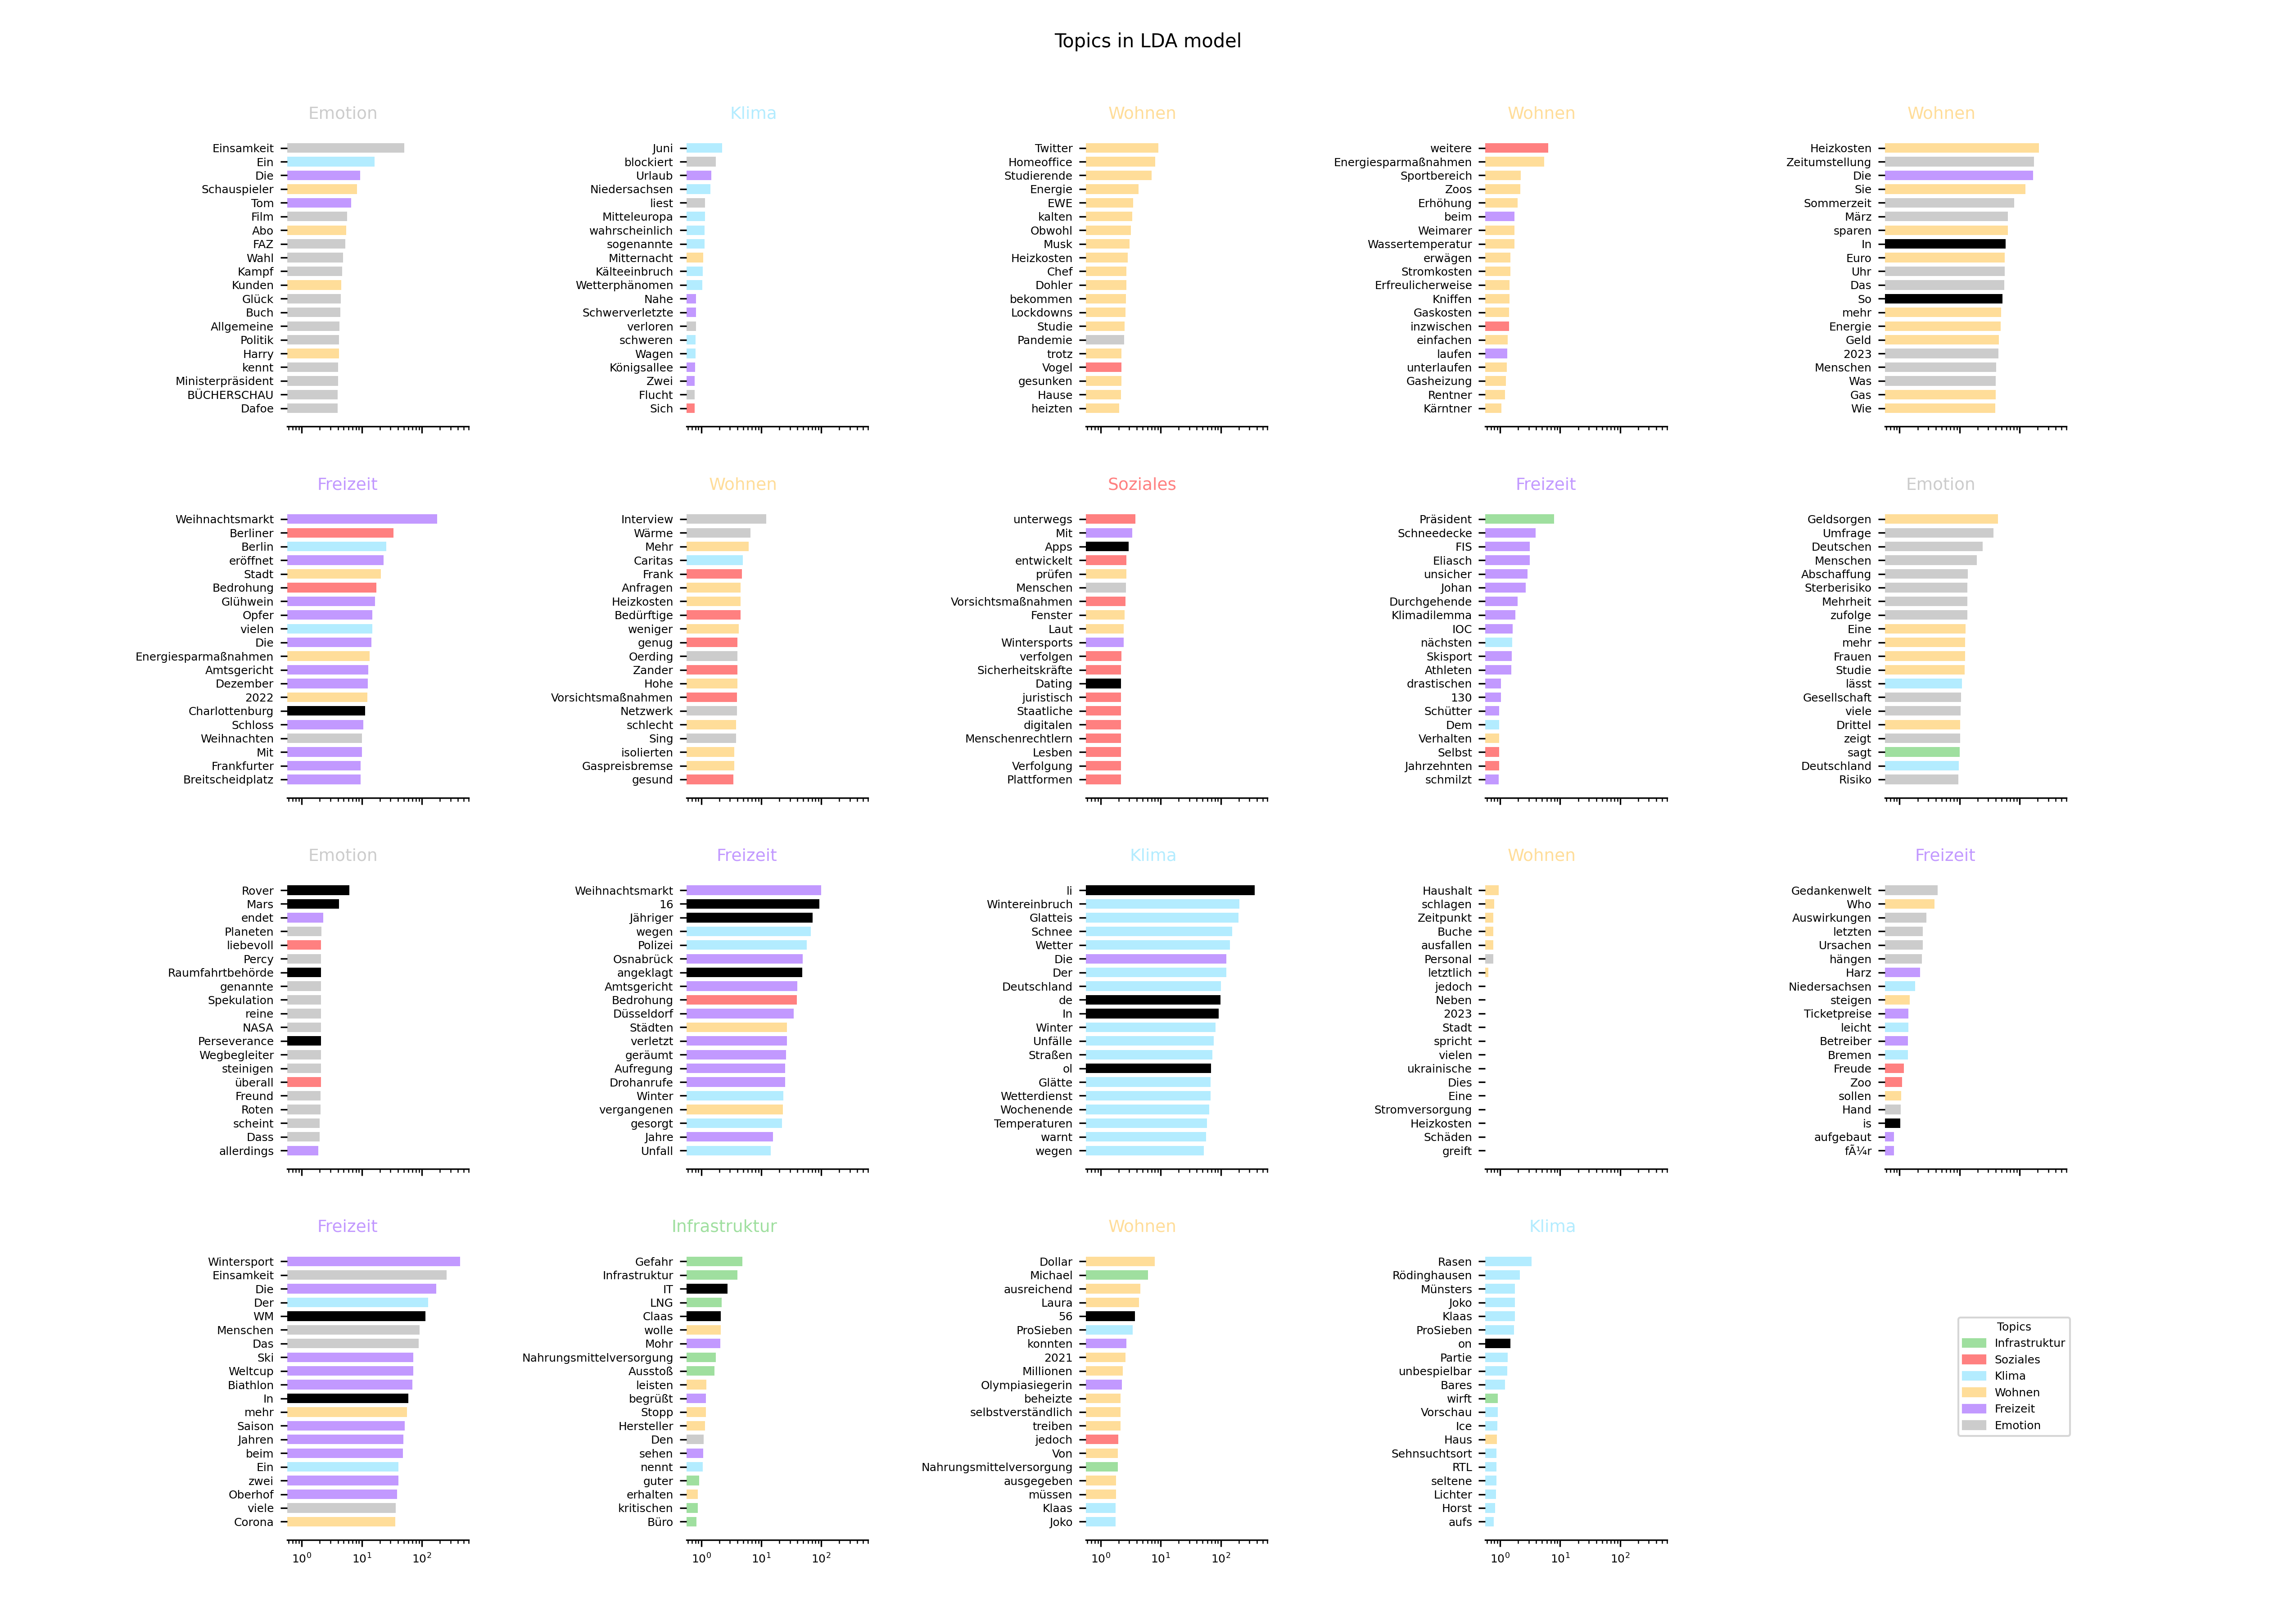 Topics in LDA model
Emotion
Einsamkeit
Ein
Die
Schauspieler
Tom
Film
Abo
FAZ
Wahl
Kampf
Kunden
Glück
Buch
Allgemeine
Politik
Harry
kennt
Ministerpräsident
BÜCHERSCHAU
Dafoe
Klima
Juni
blockiert
Urlaub
Niedersachsen
liest
Mitteleuropa
wahrscheinlich
sogenannte
Mitternacht
Kälteeinbruch
Wetterphänomen
Nahe
Schwerverletzte
verloren
schweren
Wagen
Königsallee
Zwei
Flucht
Sich
Wohnen
Twitter
Homeoffice
Studierende
Energie
EWE
kalten
Obwohl
Musk
Heizkosten
Chef
Dohler
bekommen
Lockdowns
Studie
Pandemie
trotz
Vogel
gesunken
Hause
heizten
Wohnen
weitere
Energiesparmaßnahmen
Sportbereich
Zoos
Erhöhung
beim
Weimarer
Wassertemperatur
erwägen
Stromkosten
Erfreulicherweise
Kniffen
Gaskosten
inzwischen
einfachen
laufen
unterlaufen
Gasheizung
Rentner
Kärntner
Wohnen
Heizkosten
Zeitumstellung
Die
Sie
Sommerzeit
März
sparen
In
Euro
Uhr
Das
So
mehr
Energie
Geld
2023
Menschen
Was
Gas
Wie
Freizeit
Weihnachtsmarkt
Berliner
Berlin
eröffnet
Stadt
Bedrohung
Glühwein
Opfer
vielen
Die
Energiesparmaßnahmen
Amtsgericht
Dezember
2022
Charlottenburg
Schloss
Weihnachten
Mit
Frankfurter
Breitscheidplatz
Wohnen
Interview
Wärme
Mehr
Caritas
Frank
Anfragen
Heizkosten
Bedürftige
weniger
genug
Oerding
Zander
Hohe
Vorsichtsmaßnahmen
Netzwerk
schlecht
Sing
isolierten
Gaspreisbremse
gesund
Soziales
unterwegs
Mit
Apps
entwickelt
prüfen
Menschen
Vorsichtsmaßnahmen
Fenster
Laut
Wintersports
verfolgen
Sicherheitskräfte
Dating
juristisch
Staatliche
digitalen
Menschenrechtlern
Lesben
Verfolgung
Plattformen
Freizeit
Präsident
Schneedecke
FIS
Eliasch
unsicher
Johan
Durchgehende
Klimadilemma
IOC
nächsten
Skisport
Athleten
drastischen
130
Schütter
Dem
Verhalten
Selbst
Jahrzehnten
schmilzt
Emotion
Geldsorgen
Umfrage
Deutschen
Menschen
Abschaffung
Sterberisiko
Mehrheit
zufolge
Eine
mehr
Frauen
Studie
lässt
Gesellschaft
viele
Drittel
zeigt
sagt
Deutschland
Risiko
Emotion
Rover
Mars
endet
Planeten
liebevoll
Percy
Raumfahrtbehörde
genannte
Spekulation
reine
NASA
Perseverance
Wegbegleiter
steinigen
überall
Freund
Roten
scheint
Dass
allerdings
Freizeit
Weihnachtsmarkt
16
Jähriger
wegen
Polizei
Osnabrück
angeklagt
Amtsgericht
Bedrohung
Düsseldorf
Städten
verletzt
geräumt
Aufregung
Drohanrufe
Winter
vergangenen
gesorgt
Jahre
Unfall
Klima
li
Wintereinbruch
Glatteis
Schnee
Wetter
Die
Der
Deutschland
de
In
Winter
Unfälle
Straßen
ol
Glätte
Wetterdienst
Wochenende
Temperaturen
warnt
wegen
Wohnen
Haushalt
schlagen
Zeitpunkt
Buche
ausfallen
Personal
letztlich
jedoch
Neben
2023
Stadt
spricht
vielen
ukrainische
Dies
Eine
Stromversorgung
Heizkosten
Schäden
greift
Freizeit
Gedankenwelt
Who
Auswirkungen
letzten
Ursachen
hängen
Harz
Niedersachsen
steigen
Ticketpreise
leicht
Betreiber
Bremen
Freude
Zoo
sollen
Hand
is
aufgebaut
fÃ¼r
Freizeit
Wintersport
Einsamkeit
Die
Der
WM
Menschen
Das
Ski
Weltcup
Biathlon
In
mehr
Saison
Jahren
beim
Ein
zwei
Oberhof
viele
Corona
10⁰ 10¹ 10²
Infrastruktur
Gefahr
Infrastruktur
IT
LNG
Claas
wolle
Mohr
Nahrungsmittelversorgung
Ausstoß
leisten
begrüßt
Stopp
Hersteller
Den
sehen
nennt
guter
erhalten
kritischen
Büro
10⁰ 10¹ 10²
Wohnen
Dollar
Michael
ausreichend
Laura
56
ProSieben
konnten
2021
Millionen
Olympiasiegerin
beheizte
selbstverständlich
treiben
jedoch
Von
Nahrungsmittelversorgung
ausgegeben
müssen
Klaas
Joko
10⁰ 10¹ 10²
Klima
Rasen
Rödinghausen
Münsters
Joko
Klaas
ProSieben
on
Partie
unbespielbar
Bares
wirft
Vorschau
Ice
Haus
Sehnsuchtsort
RTL
seltene
Lichter
Horst
aufs
10⁰ 10¹ 10²
Topics
Infrastruktur
Soziales
Klima
Wohnen
Freizeit
Emotion